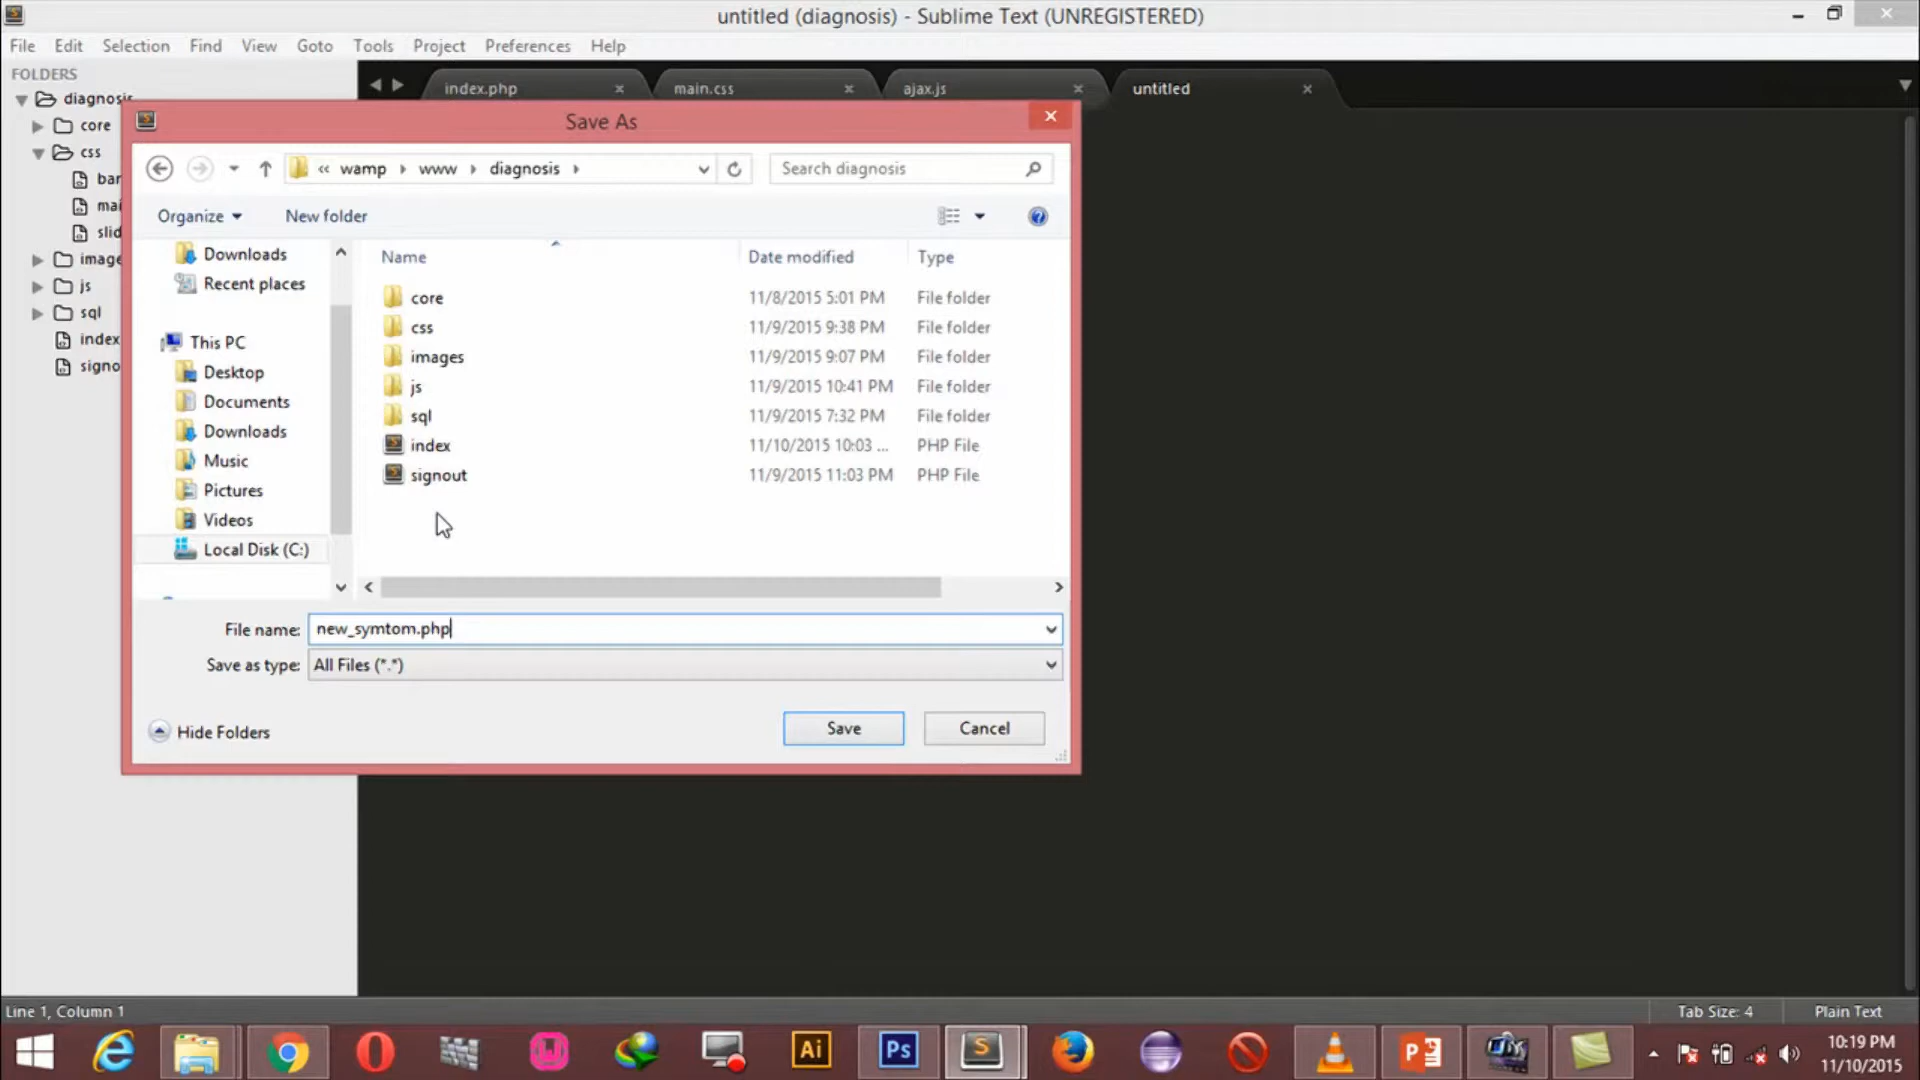 untitled (diagnosis) - Sublime Text (UNREGISTERED)
File Edit Selection Find View Goto Tools Project Preferences Help
FOLDERS
diagnosis
core
css
bar
mai
slid
image
js
sql
index
signo
index.php
main.css
ajax.js
untitled
Save As
« wamp www diagnosis
Search diagnosis
Organize
New folder
Downloads
Recent places
This PC
Desktop
Documents
Downloads
Music
Pictures
Videos
Local Disk (C:)
Name Date modified Type
core 11/8/2015 5:01 PM File folder
css 11/9/2015 9:38 PM File folder
images 11/9/2015 9:07 PM File folder
js 11/9/2015 10:41 PM File folder
sql 11/9/2015 7:32 PM File folder
index 11/10/2015 10:03 ... PHP File
signout 11/9/2015 11:03 PM PHP File
File name: new_symtom.php
Save as type: All Files (*.*)
Hide Folders
Save
Cancel
Line 1, Column 1
Tab Size: 4
Plain Text
Ai
Ps
S
P
10:19 PM
11/10/2015